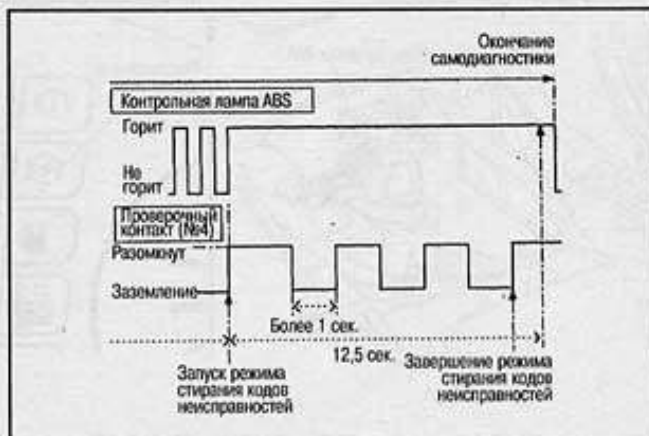 Окончание
самодиагностики
Контрольная лампа ABS
Горит
Не
горит
Проверочный
контакт (№4)
Разомкнут
Заземление
Более 1 сек.
12,5 сек.
Запуск режима
стирания кодов
неисправностей
Завершение режима
стирания кодов
неисправностей